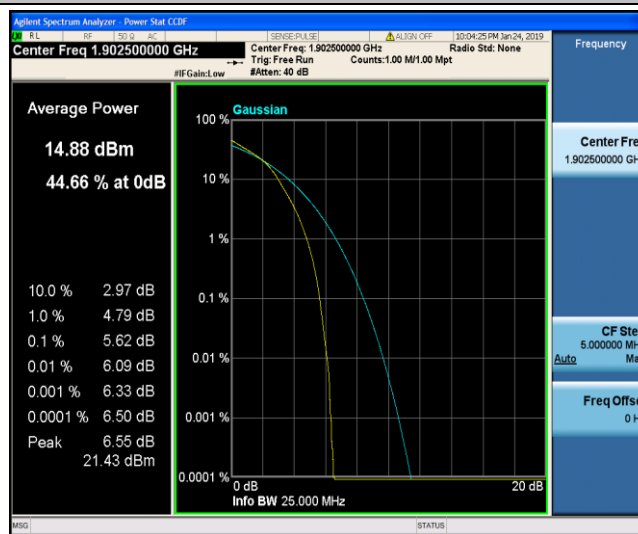 Agilent Spectrum Analyzer - Power Stat CCDF
RL RF 50 Ω AC SENSE:PULSE ALIGN OFF 10:04:25 PM Jan 24, 2019
Center Freq 1.902500000 GHz
Center Freq: 1.902500000 GHz Radio Std: None
Trig: Free Run Counts:1.00 M/1.00 Mpt
#IFGain:Low #Atten: 40 dB
Frequency
Average Power
14.88 dBm
44.66 % at 0dB
10.0 % 2.97 dB
1.0 % 4.79 dB
0.1 % 5.62 dB
0.01 % 6.09 dB
0.001 % 6.33 dB
0.0001 % 6.50 dB
Peak 6.55 dB
21.43 dBm
Gaussian
100 %
10 %
1 %
0.1 %
0.01 %
0.001 %
0.0001 %
0 dB 20 dB
Info BW 25.000 MHz
Center Fre
1.902500000 GH
CF Ste
5.000000 MH
Auto Ma
Freq Offs
0 H
MSG STATUS